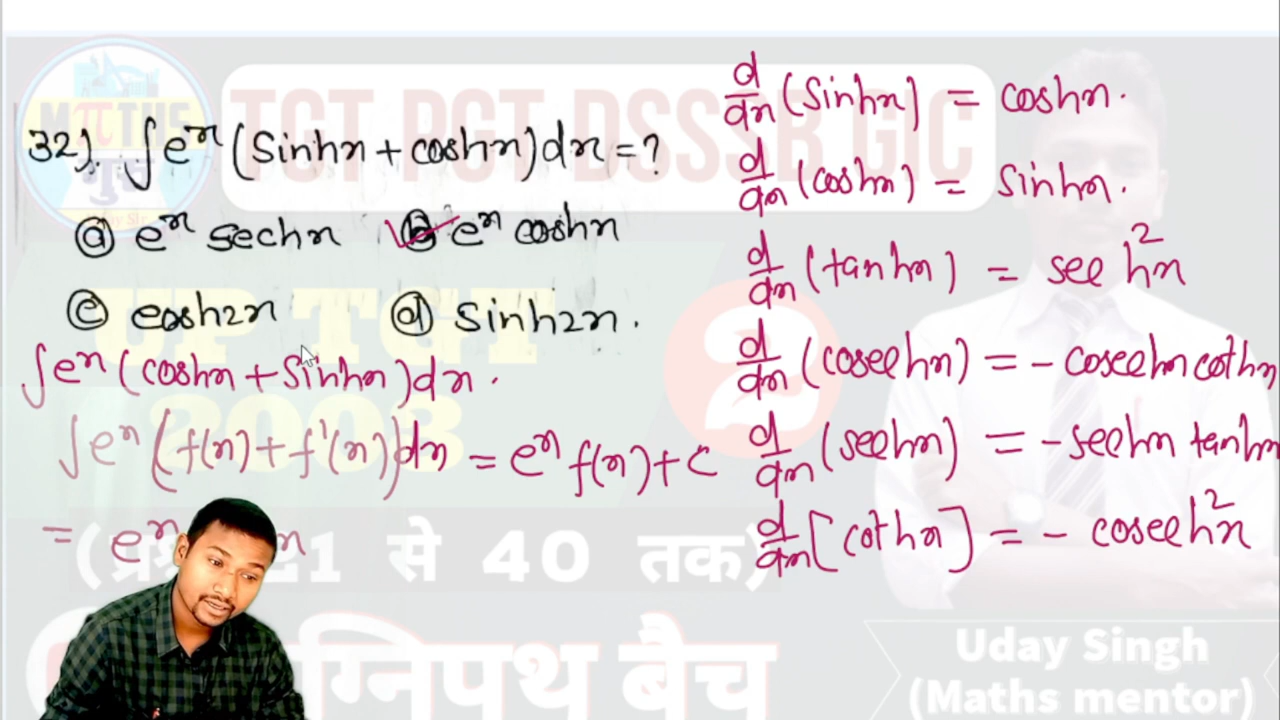 32). ∫eˣ(Sinhx + coshx)dx = ?
ⓐ eˣ sechx ⓑ eˣ coshx
ⓒ cosh2x ⓓ Sinh2x.
∫eˣ(coshx + Sinhx)dx.
∫eˣ(f(x) + f'(x))dx = eˣ f(x) + c
= eˣ
d/dx (Sinhx) = coshx.
d/dx (coshx) = sinhx.
d/dx (tanhx) = sech²x
d/dx (cosechx) = - cosechx cothx
d/dx (sechx) = - sechx tanhx
d/dx [cothx] = - cosech²x
TGT PGT DSSSB GIC
UP TGT
2003
2
21 से 40 तक)
ग्निपथ बैच
Uday Singh
(Maths mentor)